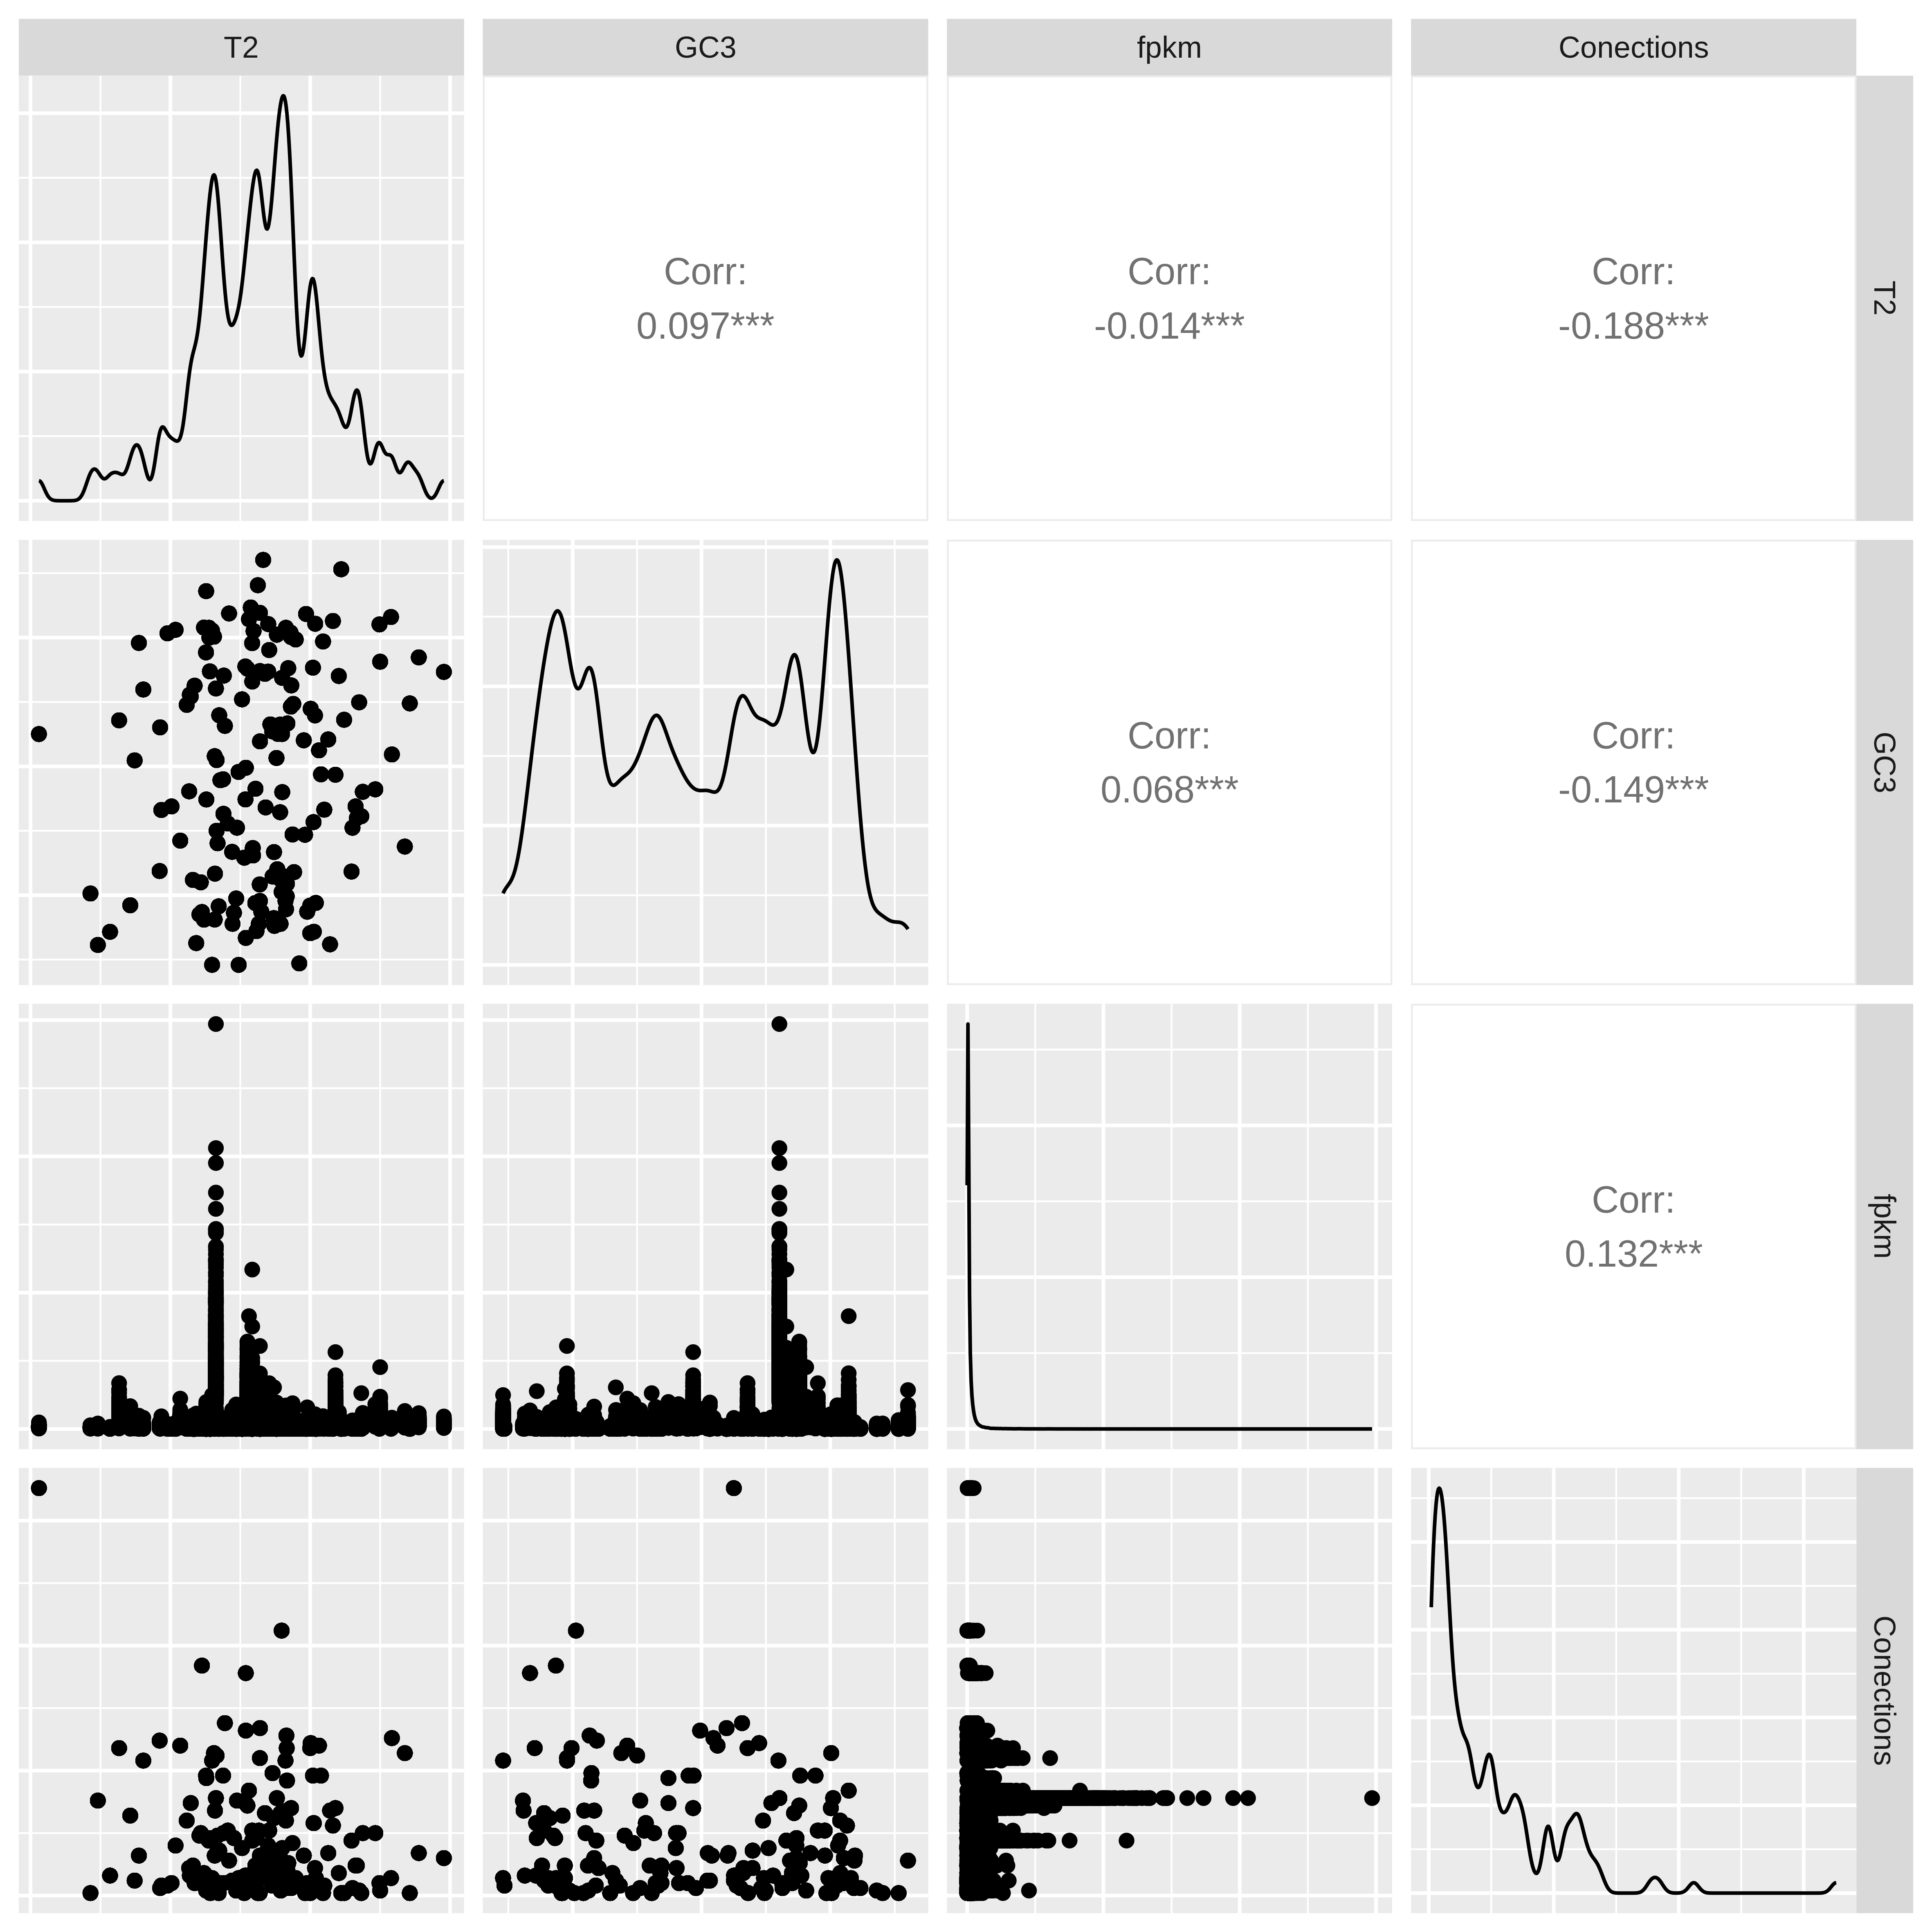 T2
GC3
fpkm
Conections
Corr:
0.097***
Corr:
-0.014***
Corr:
-0.188***
T2
Corr:
0.068***
Corr:
-0.149***
GC3
Corr:
0.132***
fpkm
Conections